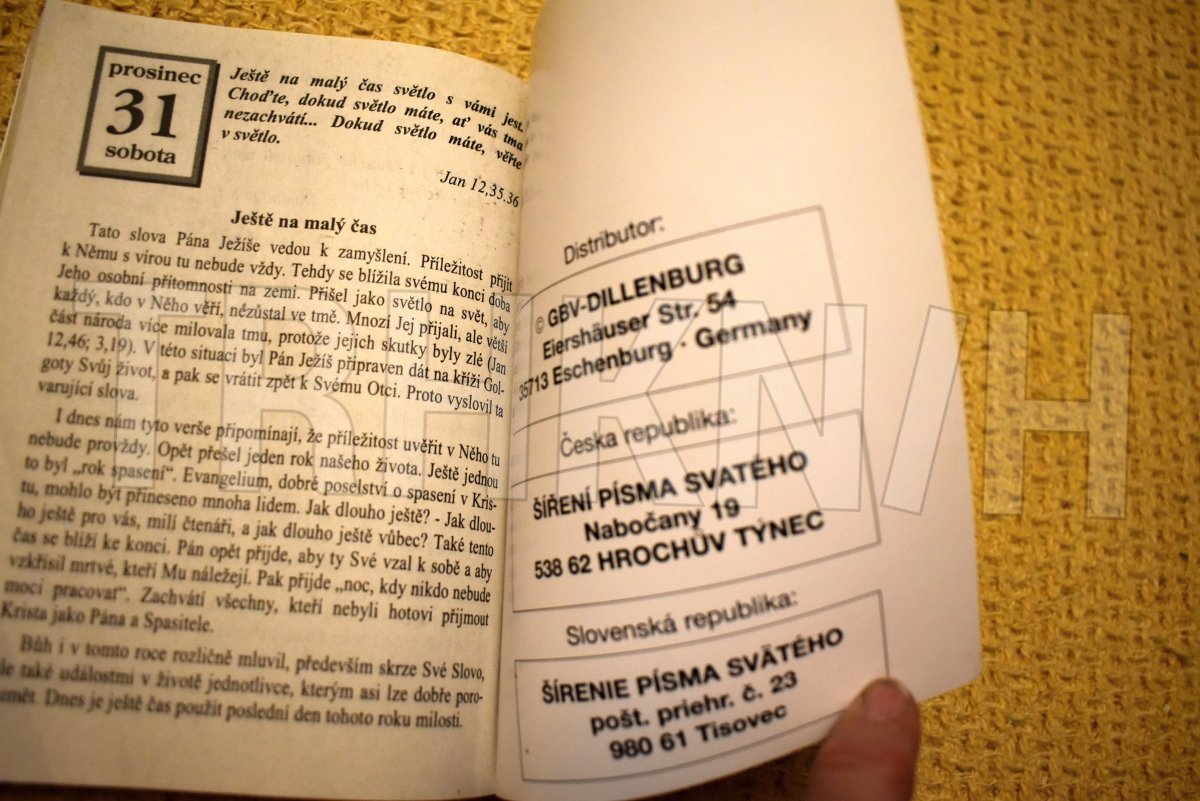 prosinec
31
sobota
Ještě na malý čas světlo s vámi jest.
Choďte, dokud světlo máte, ať vás tma
nezachvátí... Dokud světlo máte, věřte
v světlo.
Jan 12,35.36
Ještě na malý čas
Tato slova Pána Ježíše vedou k zamyšlení. Příležitost přijít
k Němu s vírou tu nebude vždy. Tehdy se blížila svému konci doba
Jeho osobní přítomnosti na zemi. Přišel jako světlo na svět, aby
každý, kdo v Něho věří, nezůstal ve tmě. Mnozí Jej přijali, ale větší
část národa více milovala tmu, protože jejich skutky byly zlé (Jan
12,46; 3,19). V této situaci byl Pán Ježíš připraven dát na kříži Gol-
goty Svůj život, a pak se vrátit zpět k Svému Otci. Proto vyslovil ta
varující slova.
I dnes nám tyto verše připomínají, že příležitost uvěřit v Něho tu
nebude provždy. Opět přešel jeden rok našeho života. Ještě jednou
to byl „rok spasení“. Evangelium, dobré poselství o spasení v Kris-
tu, mohlo být přineseno mnoha lidem. Jak dlouho ještě? - Jak dlou-
ho ještě pro vás, milí čtenáři, a jak dlouho ještě vůbec? Také tento
čas se blíží ke konci. Pán opět přijde, aby ty Své vzal k sobě a aby
vzkřísil mrtvé, kteří Mu náležejí. Pak přijde „noc, kdy nikdo nebude
moci pracovat“. Zachvátí všechny, kteří nebyli hotovi přijmout
Krista jako Pána a Spasitele.
Bůh i v tomto roce rozličně mluvil, především skrze Své Slovo,
le také událostmi v životě jednotlivce, kterým asi lze dobře poro-
umět. Dnes je ještě čas použít poslední den tohoto roku milosti.
Distributor:
© GBV-DILLENBURG
Eiershäuser Str. 54
35713 Eschenburg · Germany
Česka republika:
ŠÍŘENÍ PÍSMA SVATÉHO
Nabočany 19
538 62 HROCHŮV TÝNEC
Slovenská republika:
ŠÍRENIE PÍSMA SVÄTÉHO
pošt. priehr. č. 23
980 61 Tisovec